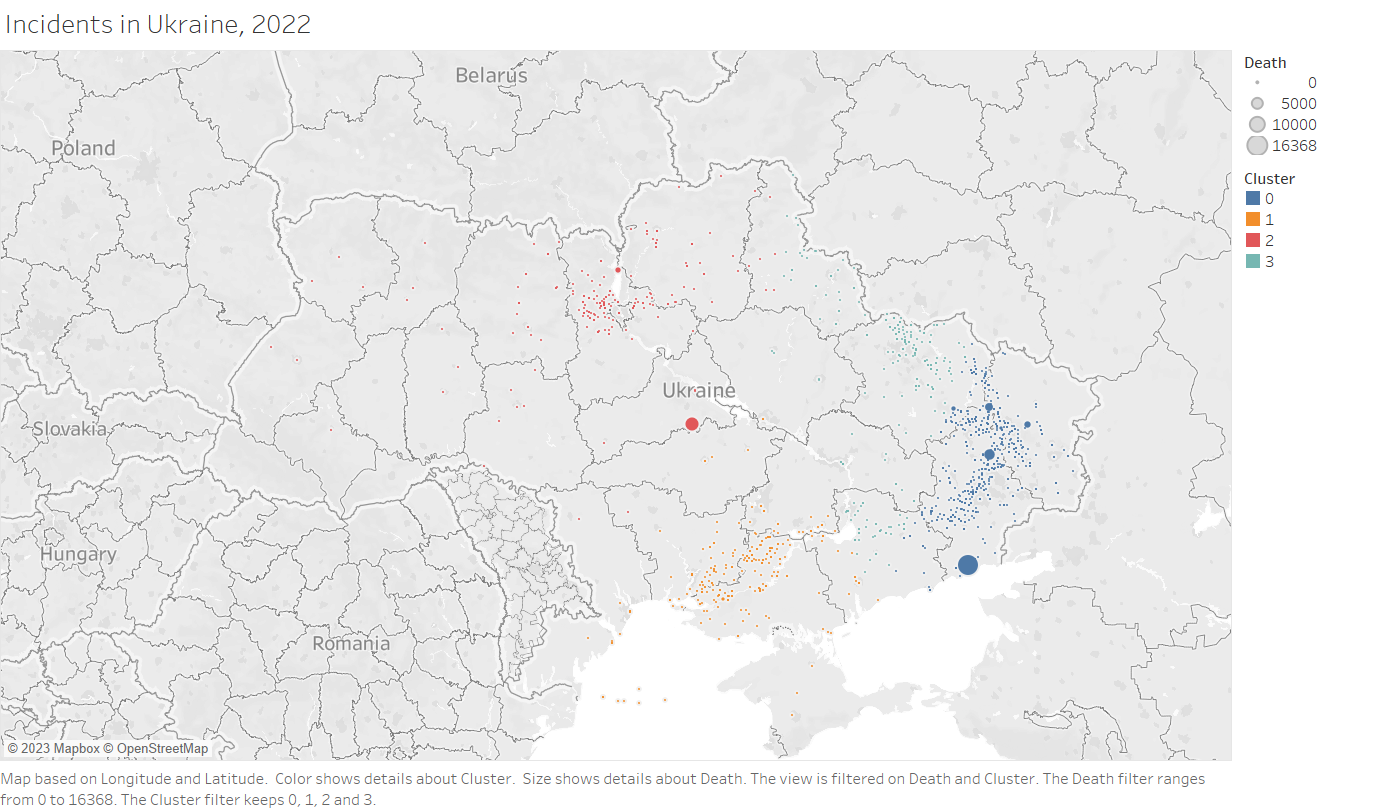 Incidents in Ukraine, 2022
Belarus
Poland
Ukraine
Slovakia
Hungary
Romania
© 2023 Mapbox © OpenStreetMap
Death
0
5000
10000
16368
Cluster
0
1
2
3
Map based on Longitude and Latitude.  Color shows details about Cluster.  Size shows details about Death. The view is filtered on Death and Cluster. The Death filter ranges
from 0 to 16368. The Cluster filter keeps 0, 1, 2 and 3.